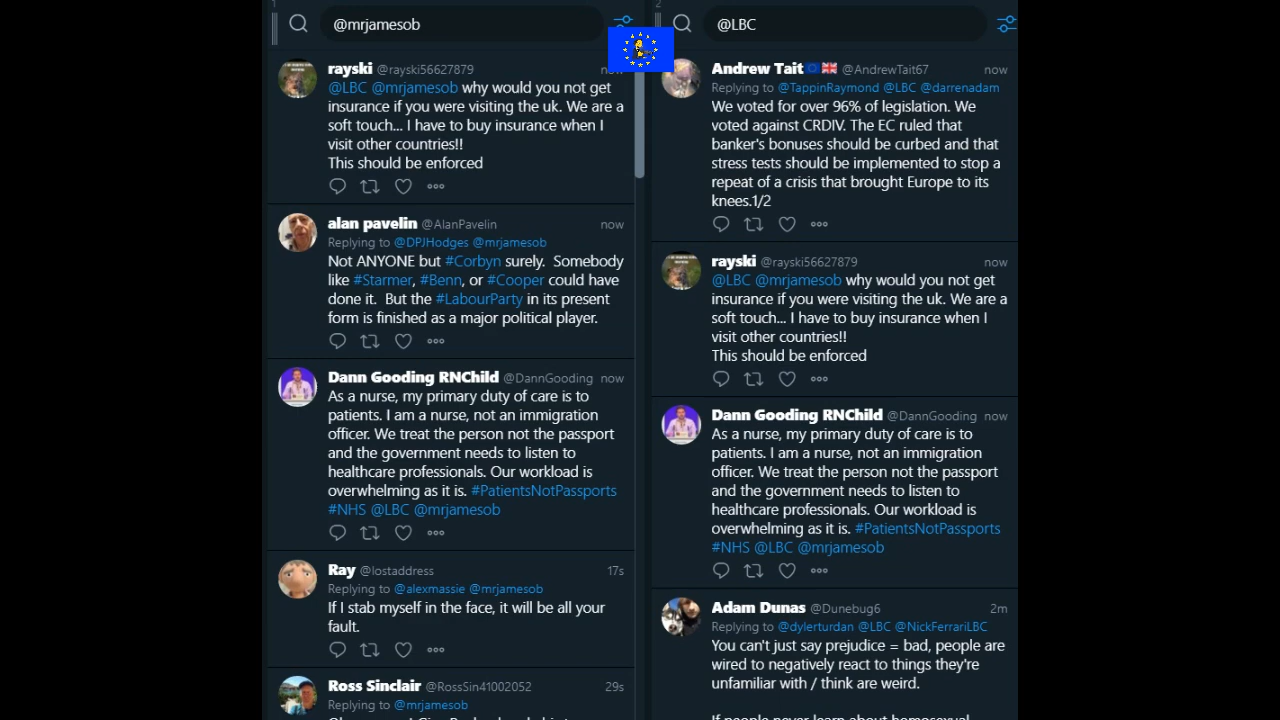 1
@mrjamesob
rayski @rayski56627879 now
@LBC @mrjamesob why would you not get
insurance if you were visiting the uk. We are a
soft touch... I have to buy insurance when I
visit other countries!!
This should be enforced
alan pavelin @AlanPavelin now
Replying to @DPJHodges @mrjamesob
Not ANYONE but #Corbyn surely. Somebody
like #Starmer, #Benn, or #Cooper could have
done it. But the #LabourParty in its present
form is finished as a major political player.
Dann Gooding RNChild @DannGooding now
As a nurse, my primary duty of care is to
patients. I am a nurse, not an immigration
officer. We treat the person not the passport
and the government needs to listen to
healthcare professionals. Our workload is
overwhelming as it is. #PatientsNotPassports
#NHS @LBC @mrjamesob
Ray @lostaddress 17s
Replying to @alexmassie @mrjamesob
If I stab myself in the face, it will be all your
fault.
Ross Sinclair @RossSin41002052 29s
Replying to @mrjamesob
2
@LBC
Andrew Tait @AndrewTait67 now
Replying to @TappinRaymond @LBC @darrenadam
We voted for over 96% of legislation. We
voted against CRDIV. The EC ruled that
banker's bonuses should be curbed and that
stress tests should be implemented to stop a
repeat of a crisis that brought Europe to its
knees.1/2
rayski @rayski56627879 now
@LBC @mrjamesob why would you not get
insurance if you were visiting the uk. We are a
soft touch... I have to buy insurance when I
visit other countries!!
This should be enforced
Dann Gooding RNChild @DannGooding now
As a nurse, my primary duty of care is to
patients. I am a nurse, not an immigration
officer. We treat the person not the passport
and the government needs to listen to
healthcare professionals. Our workload is
overwhelming as it is. #PatientsNotPassports
#NHS @LBC @mrjamesob
Adam Dunas @Dunebug6 2m
Replying to @dylerturdan @LBC @NickFerrariLBC
You can't just say prejudice = bad, people are
wired to negatively react to things they're
unfamiliar with / think are weird.
If people never learn about homosexual